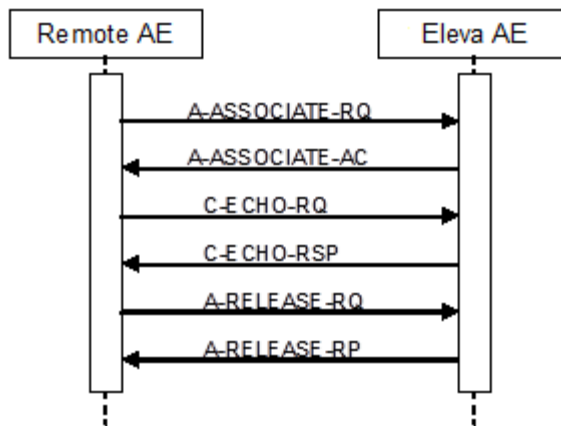 Remote AE
Eleva AE
A-ASSOCIATE-RQ
A-ASSOCIATE-AC
C-ECHO-RQ
C-ECHO-RSP
A-RELEASE-RQ
A-RELEASE-RP